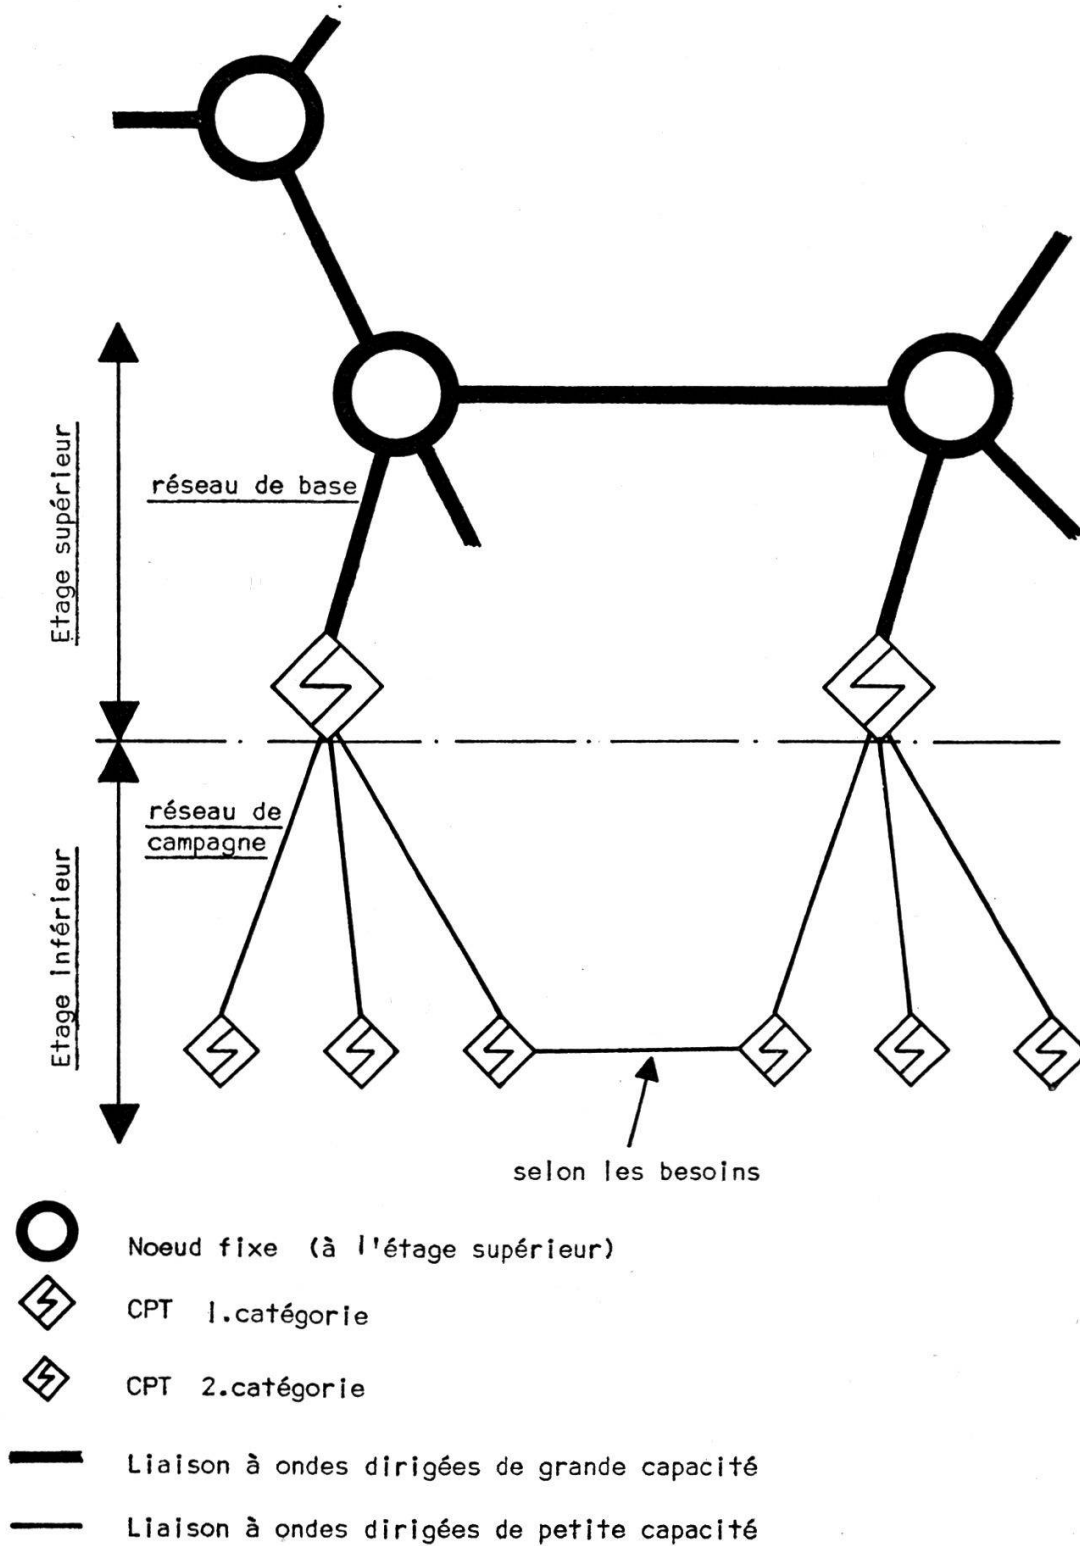 Etage supérieur
réseau de base
réseau de
campagne
Etage inférieur
selon les besoins
Noeud fixe (à l'étage supérieur)
CPT 1.catégorie
CPT 2.catégorie
Liaison à ondes dirigées de grande capacité
Liaison à ondes dirigées de petite capacité